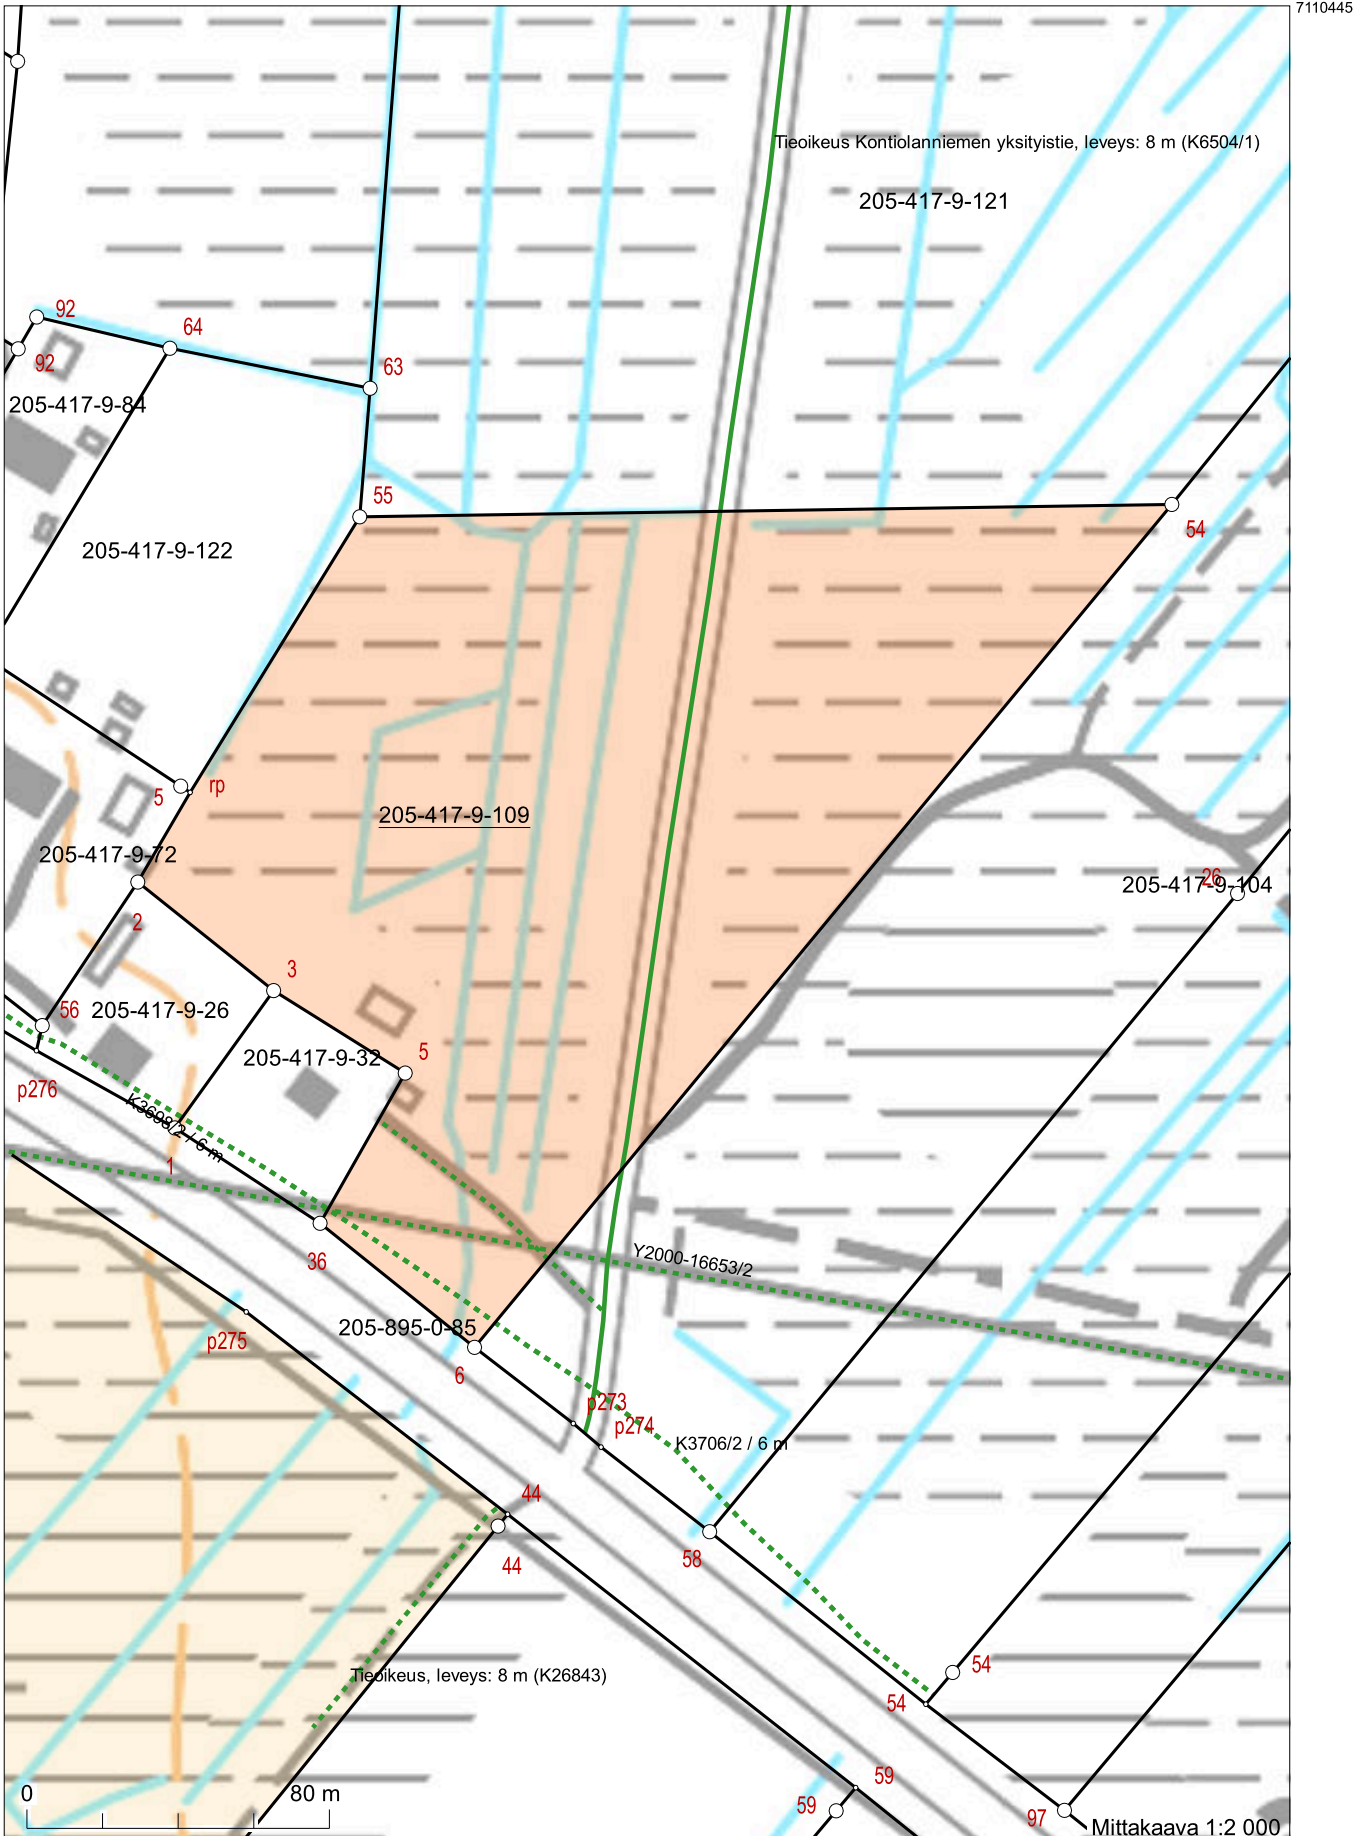 7110445
Tieoikeus Kontiolanniemen yksityistie, leveys: 8 m (K6504/1)
205-417-9-121
92
64
92
63
205-417-9-84
55
54
205-417-9-122
5
rp
205-417-9-109
205-417-9-72
26
205-417-9-104
2
3
56
205-417-9-26
205-417-9-32
5
p276
K3698/2 / 6 m
1
36
Y2000-16653/2
205-895-0-85
p275
6
p273
p274
K3706/2 / 6 m
44
44
58
54
Tieoikeus, leveys: 8 m (K26843)
54
59
0
80 m
59
97
Mittakaava 1:2 000